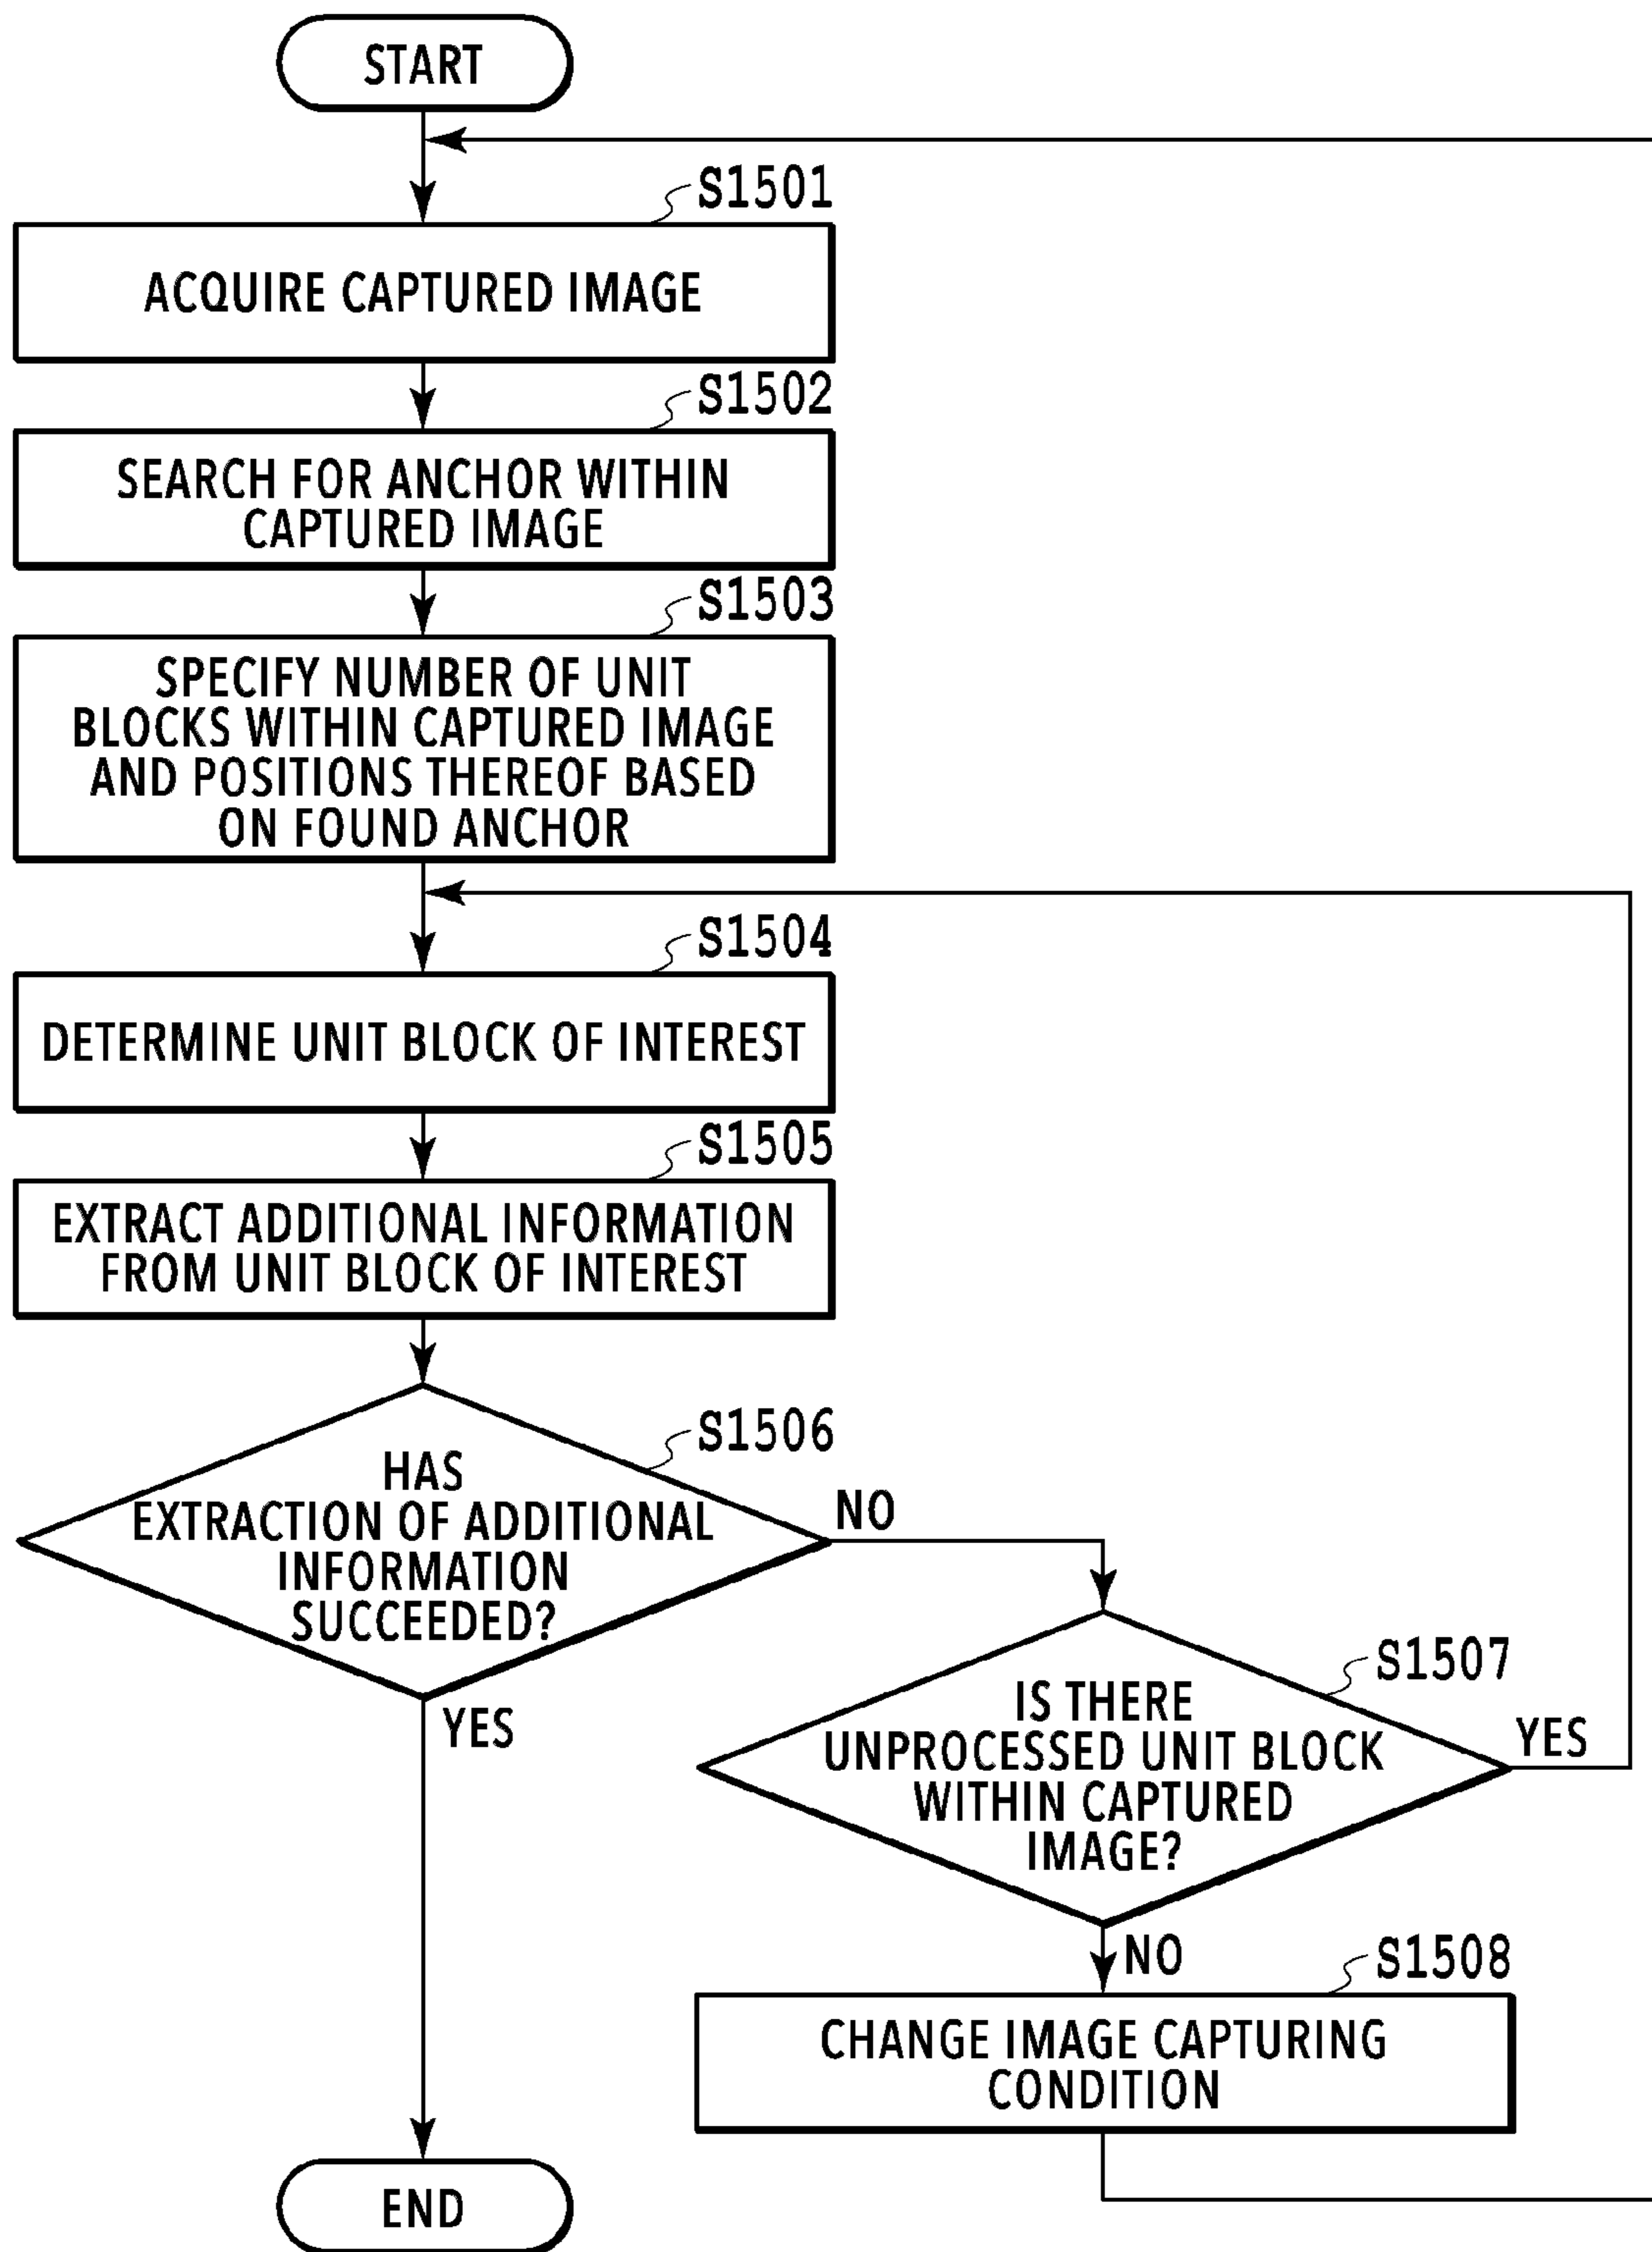 START
S1501
ACQUIRE CAPTURED IMAGE
S1502
SEARCH FOR ANCHOR WITHIN
CAPTURED IMAGE
S1503
SPECIFY NUMBER OF UNIT
BLOCKS WITHIN CAPTURED IMAGE
AND POSITIONS THEREOF BASED
ON FOUND ANCHOR
S1504
DETERMINE UNIT BLOCK OF INTEREST
S1505
EXTRACT ADDITIONAL INFORMATION
FROM UNIT BLOCK OF INTEREST
S1506
HAS
EXTRACTION OF ADDITIONAL
INFORMATION
SUCCEEDED?
NO
YES
S1507
IS THERE
UNPROCESSED UNIT BLOCK
WITHIN CAPTURED
IMAGE?
YES
NO
S1508
CHANGE IMAGE CAPTURING
CONDITION
END